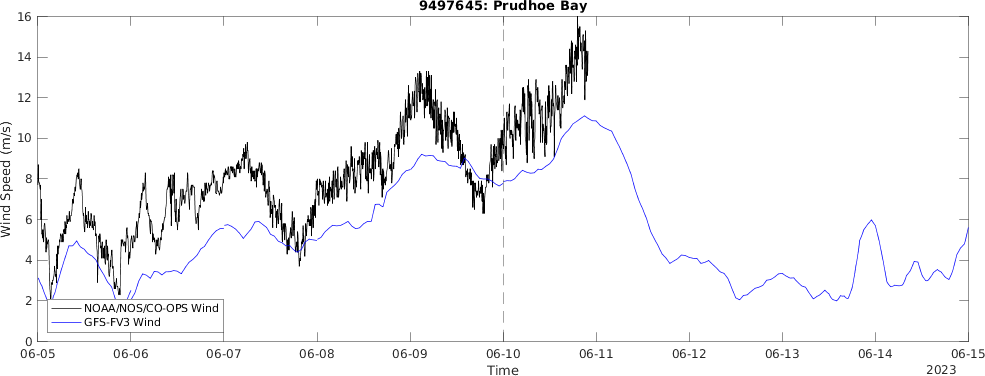 9497645: Prudhoe Bay
Wind Speed (m/s)
16
14
12
10
8
6
4
2
0
NOAA/NOS/CO-OPS Wind
GFS-FV3 Wind
06-05 06-06 06-07 06-08 06-09 06-10 06-11 06-12 06-13 06-14 06-15
Time
2023